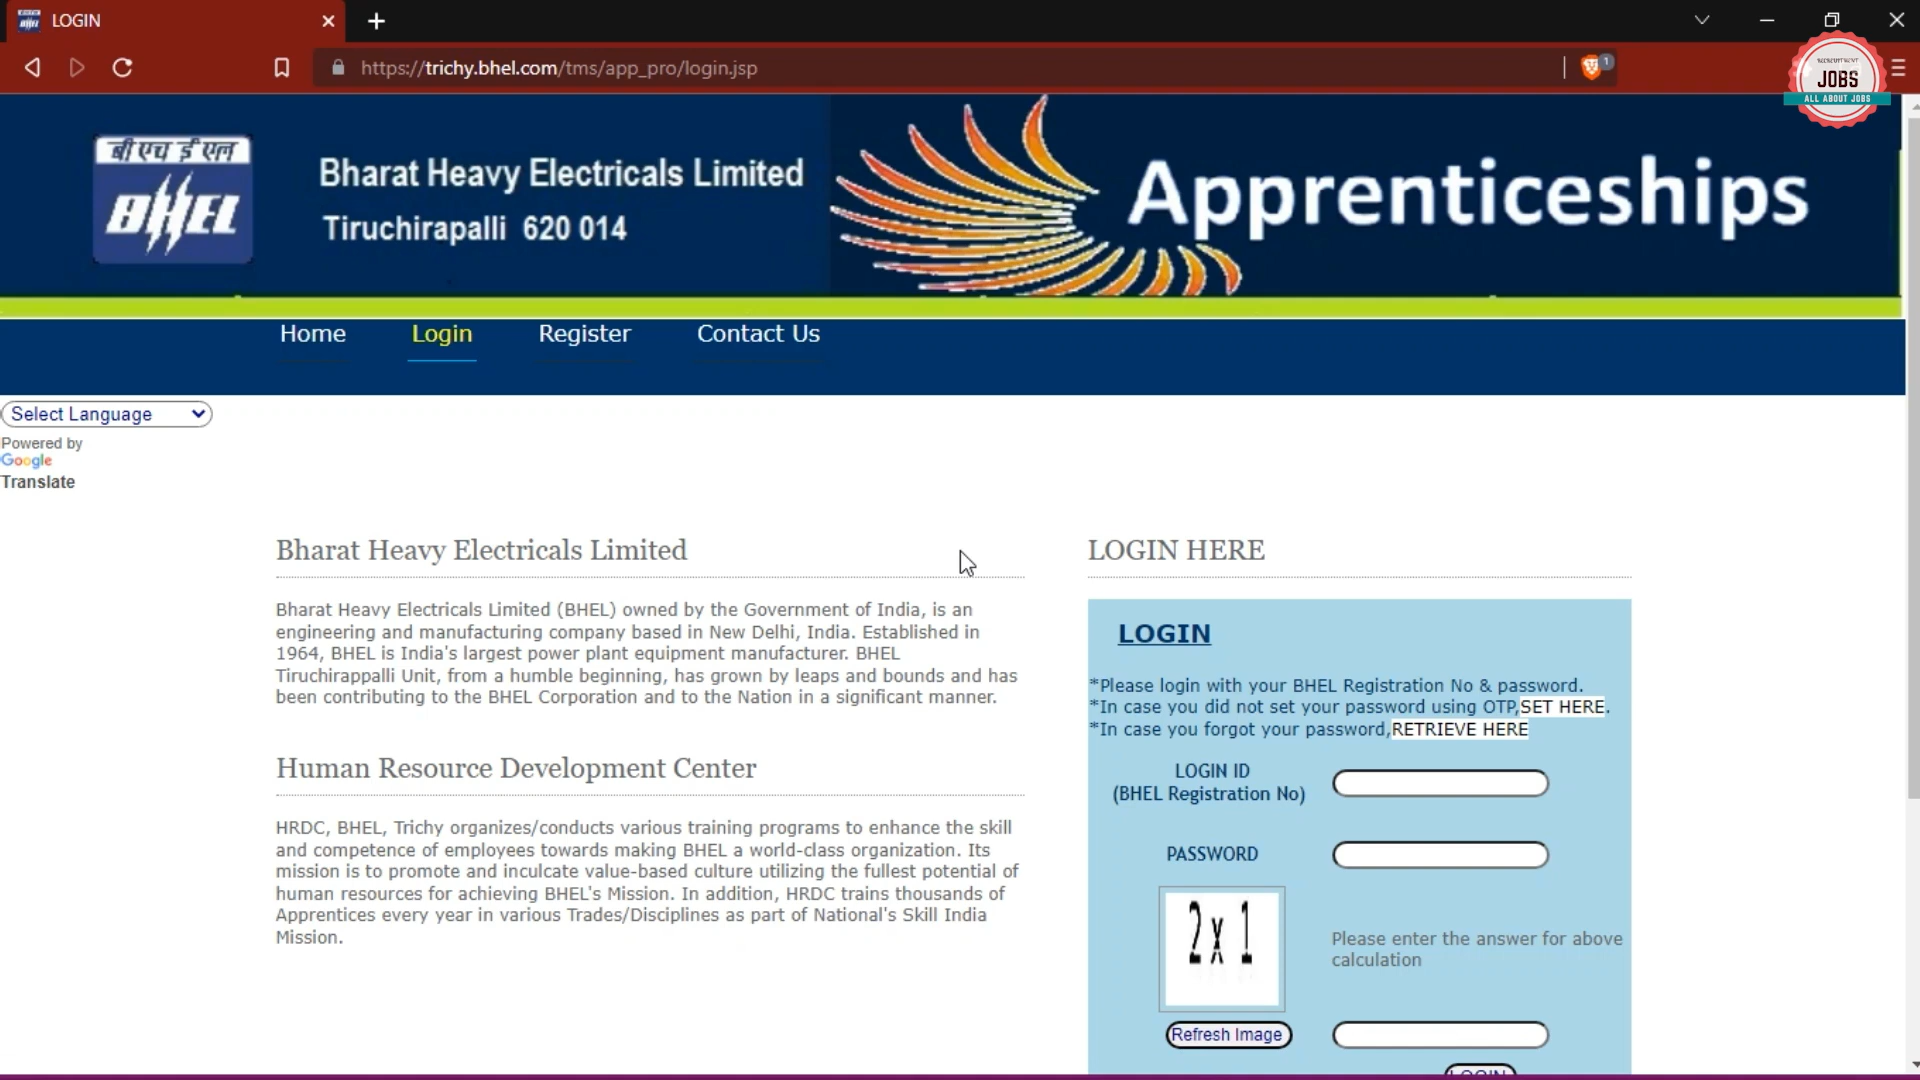 LOGIN
https://trichy.bhel.com/tms/app_pro/login.jsp
1
RECRUITMENT
JOBS
ALL ABOUT JOBS
बी एच ई एल
BHEL
Bharat Heavy Electricals Limited
Tiruchirapalli 620 014
Apprenticeships
Home Login Register Contact Us
Select Language
Powered by
Google
Translate
Bharat Heavy Electricals Limited
Bharat Heavy Electricals Limited (BHEL) owned by the Government of India, is an
engineering and manufacturing company based in New Delhi, India. Established in
1964, BHEL is India's largest power plant equipment manufacturer. BHEL
Tiruchirappalli Unit, from a humble beginning, has grown by leaps and bounds and has
been contributing to the BHEL Corporation and to the Nation in a significant manner.
Human Resource Development Center
HRDC, BHEL, Trichy organizes/conducts various training programs to enhance the skill
and competence of employees towards making BHEL a world-class organization. Its
mission is to promote and inculcate value-based culture utilizing the fullest potential of
human resources for achieving BHEL's Mission. In addition, HRDC trains thousands of
Apprentices every year in various Trades/Disciplines as part of National's Skill India
Mission.
LOGIN HERE
LOGIN
*Please login with your BHEL Registration No & password.
*In case you did not set your password using OTP,SET HERE.
*In case you forgot your password,RETRIEVE HERE
LOGIN ID
(BHEL Registration No)
PASSWORD
2 x 1
Please enter the answer for above
calculation
Refresh Image
LOGIN